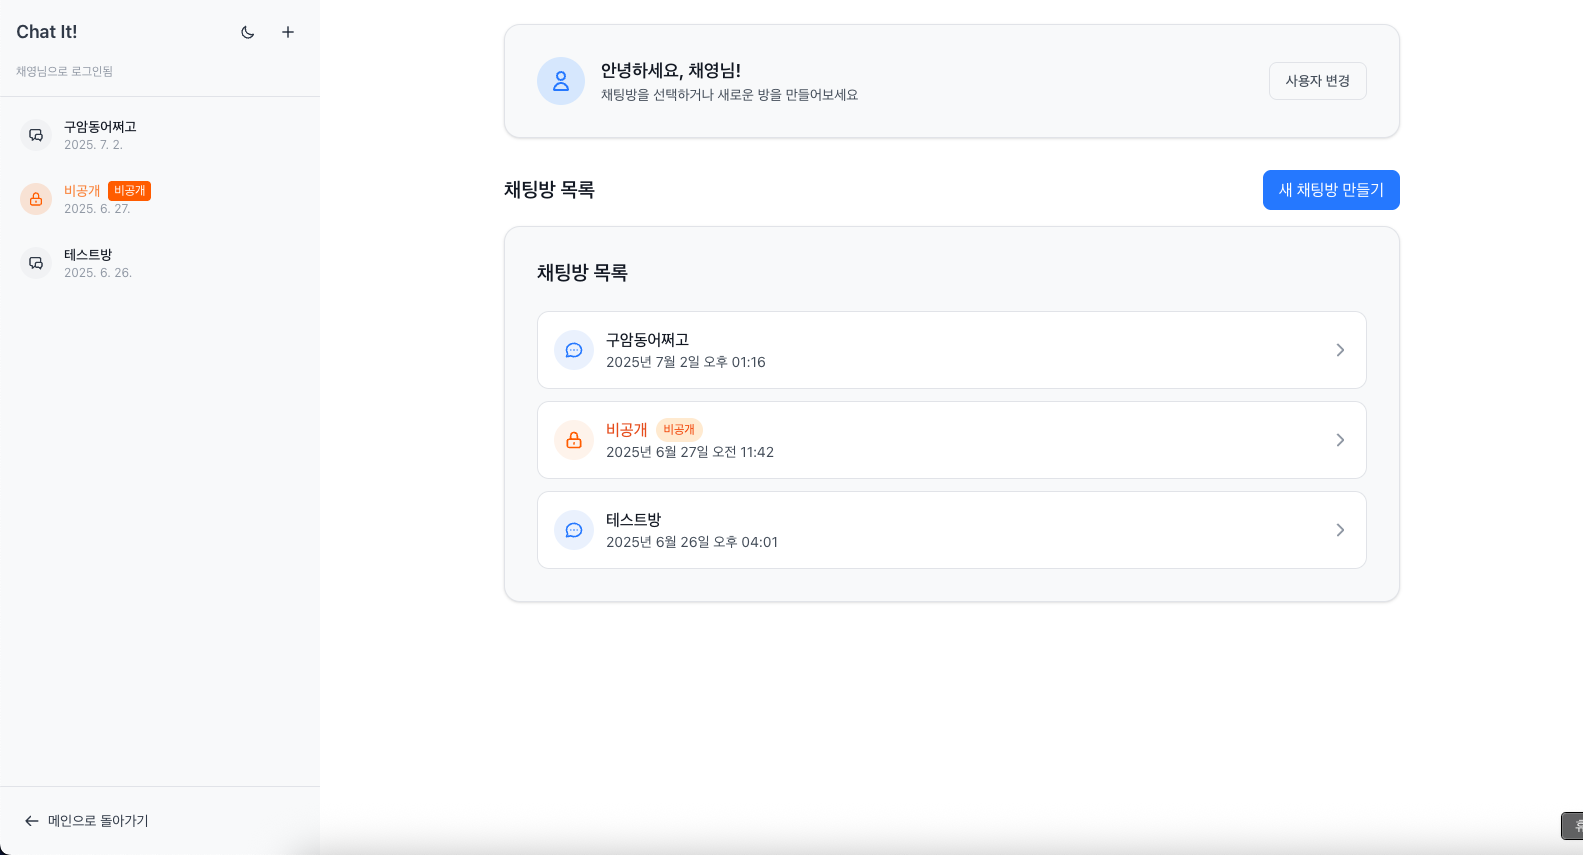 Chat It!
채영님으로 로그인됨
구암동어쩌고
2025. 7. 2.
비공개 비공개
2025. 6. 27.
테스트방
2025. 6. 26.
메인으로 돌아가기
안녕하세요, 채영님!
채팅방을 선택하거나 새로운 방을 만들어보세요
사용자 변경
채팅방 목록
새 채팅방 만들기
채팅방 목록
구암동어쩌고
2025년 7월 2일 오후 01:16
비공개 비공개
2025년 6월 27일 오전 11:42
테스트방
2025년 6월 26일 오후 04:01